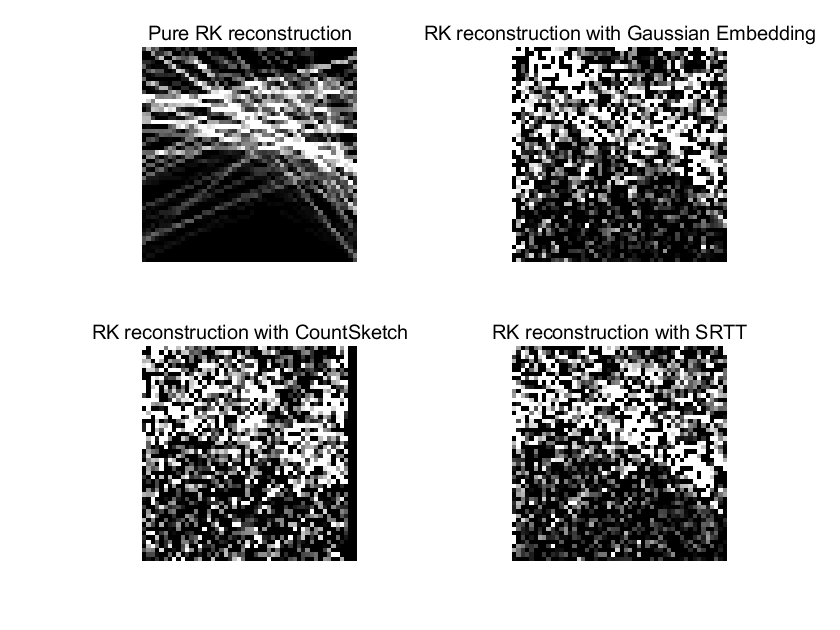 Pure RK reconstruction
RK reconstruction with Gaussian Embedding
RK reconstruction with CountSketch
RK reconstruction with SRTT